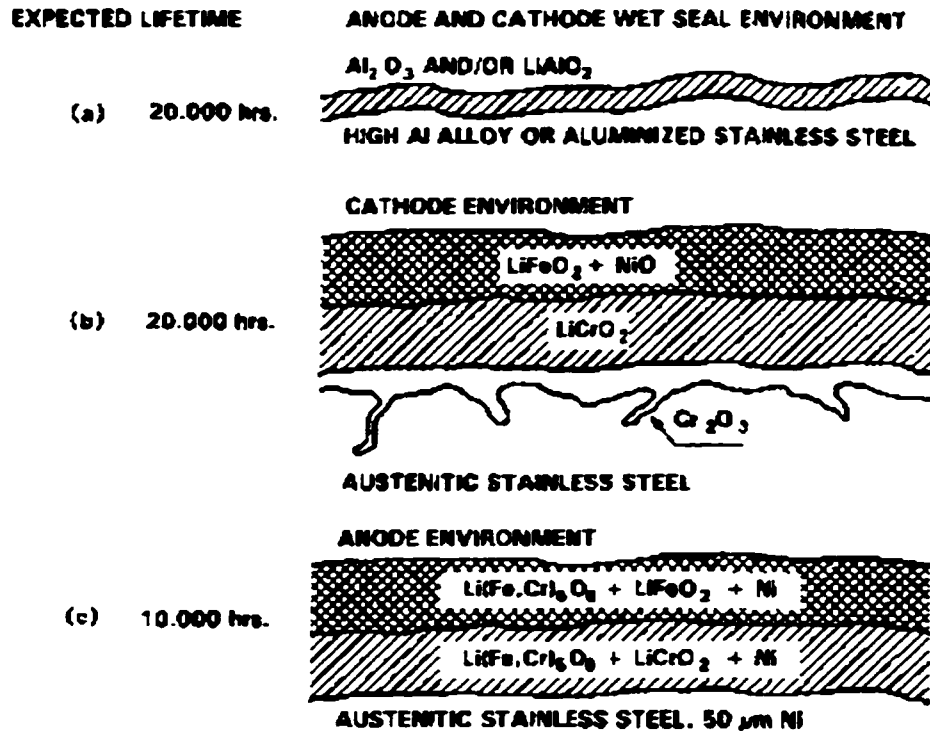 EXPECTED LIFETIME
ANODE AND CATHODE WET SEAL ENVIRONMENT
Al₂O₃ AND/OR LiAlO₂
(a) 20.000 hrs.
HIGH Al ALLOY OR ALUMINIZED STAINLESS STEEL
CATHODE ENVIRONMENT
LiFeO₂ + NiO
(b) 20.000 hrs.
LiCrO₂
Cr₂O₃
AUSTENITIC STAINLESS STEEL
ANODE ENVIRONMENT
Li(Fe,Cr)₅O₈ + LiFeO₂ + Ni
(c) 10.000 hrs.
Li(Fe,Cr)₅O₈ + LiCrO₂ + Ni
AUSTENITIC STAINLESS STEEL. 50 μm Ni